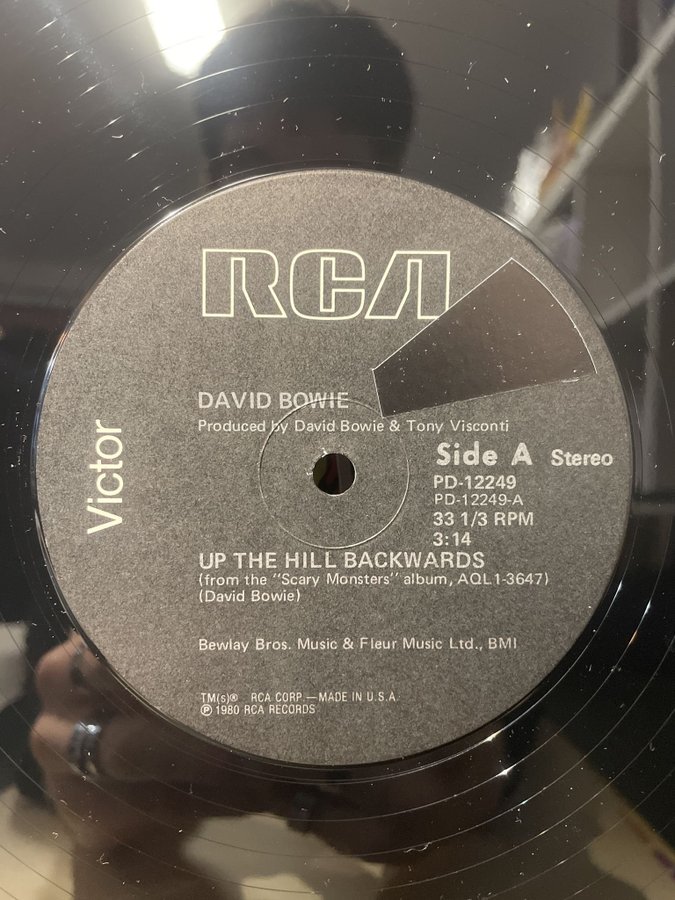 RCA
DAVID BOWIE
Produced by David Bowie & Tony Visconti
Victor
Side A Stereo
PD-12249
PD-12249-A
33 1/3 RPM
3:14
UP THE HILL BACKWARDS
(from the "Scary Monsters" album, AQL1-3647)
(David Bowie)
Bewlay Bros. Music & Fleur Music Ltd., BMI
TM(s)® RCA CORP.—MADE IN U.S.A.
℗ 1980 RCA RECORDS